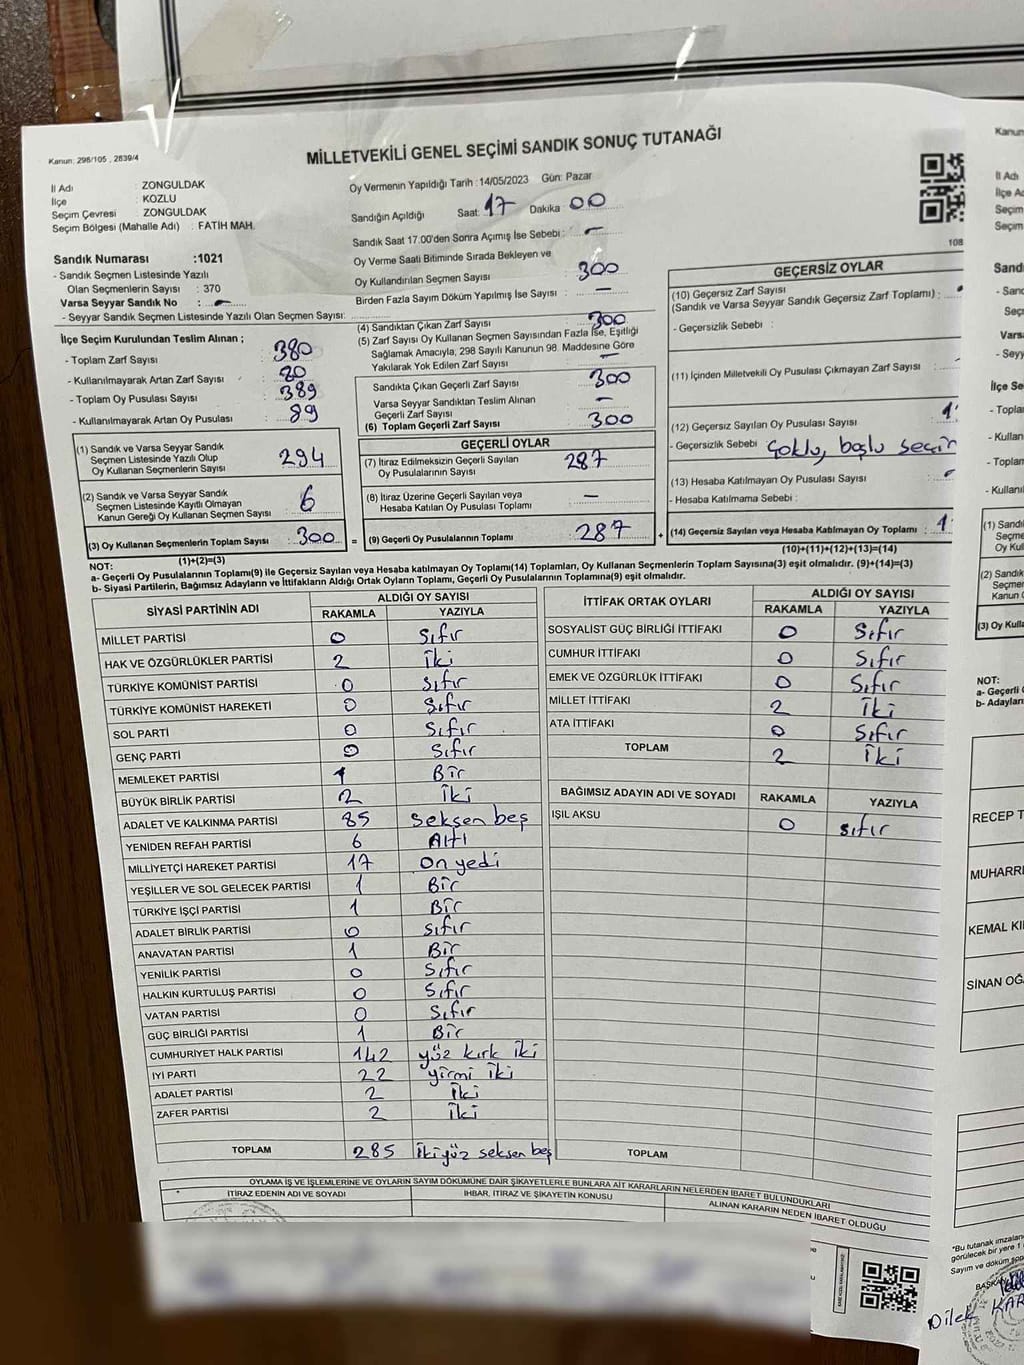 Kanun: 298/105 , 2839/4
MİLLETVEKİLİ GENEL SEÇİMİ SANDIK SONUÇ TUTANAĞI
İl Adı : ZONGULDAK
İlçe : KOZLU
Seçim Çevresi : ZONGULDAK
Seçim Bölgesi (Mahalle Adı) : FATİH MAH.
Sandık Numarası :1021
- Sandık Seçmen Listesinde Yazılı
Olan Seçmenlerin Sayısı : 370
Varsa Seyyar Sandık No : -
- Seyyar Sandık Seçmen Listesinde Yazılı Olan Seçmen Sayısı:
Oy Vermenin Yapıldığı Tarih : 14/05/2023 Gün: Pazar
Sandığın Açıldığı Saat: 17 Dakika : 00
Sandık Saat 17.00'den Sonra Açımış İse Sebebi : -
Oy Verme Saati Bitiminde Sırada Bekleyen ve
Oy Kullandırılan Seçmen Sayısı : 300
Birden Fazla Sayım Döküm Yapılmış İse Sayısı : -
108
İlçe Seçim Kurulundan Teslim Alınan ;
- Toplam Zarf Sayısı : 380
- Kullanılmayarak Artan Zarf Sayısı : 80
- Toplam Oy Pusulası Sayısı : 389
- Kullanılmayarak Artan Oy Pusulası : 89
(1) Sandık ve Varsa Seyyar Sandık
Seçmen Listesinde Yazılı Olup
Oy Kullanan Seçmenlerin Sayısı : 294
(2) Sandık ve Varsa Seyyar Sandık
Seçmen Listesinde Kayıtlı Olmayan
Kanun Gereği Oy Kullanan Seçmen Sayısı : 6
(3) Oy Kullanan Seçmenlerin Toplam Sayısı : 300 =
(1)+(2)=(3)
(4) Sandıktan Çıkan Zarf Sayısı : 300
(5) Zarf Sayısı Oy Kullanan Seçmen Sayısından Fazla İse, Eşitliği
Sağlamak Amacıyla, 298 Sayılı Kanunun 98. Maddesine Göre
Yakılarak Yok Edilen Zarf Sayısı : -
Sandıkta Çıkan Geçerli Zarf Sayısı : 300
Varsa Seyyar Sandıktan Teslim Alınan
Geçerli Zarf Sayısı : -
(6) Toplam Geçerli Zarf Sayısı : 300
GEÇERLİ OYLAR
(7) İtiraz Edilmeksizin Geçerli Sayılan
Oy Pusulalarının Sayısı : 287
(8) İtiraz Üzerine Geçerli Sayılan veya
Hesaba Katılan Oy Pusulası Toplamı : -
(9) Geçerli Oy Pusulalarının Toplamı : 287 +
GEÇERSİZ OYLAR
(10) Geçersiz Zarf Sayısı
(Sandık ve Varsa Seyyar Sandık Geçersiz Zarf Toplamı) :
- Geçersizlik Sebebi :
(11) İçinden Milletvekili Oy Pusulası Çıkmayan Zarf Sayısı :
(12) Geçersiz Sayılan Oy Pusulası Sayısı :
- Geçersizlik Sebebi : Çoklu, boşlu seçim
(13) Hesaba Katılmayan Oy Pusulası Sayısı : -
- Hesaba Katılmama Sebebi :
(14) Geçersiz Sayılan veya Hesaba Katılmayan Oy Toplamı :
(10)+(11)+(12)+(13)=(14)
NOT:
a- Geçerli Oy Pusulalarının Toplamı(9) ile Geçersiz Sayılan veya Hesaba katılmayan Oy Toplamı(14) Toplamları, Oy Kullanan Seçmenlerin Toplam Sayısına(3) eşit olmalıdır. (9)+(14)=(3)
b- Siyasi Partilerin, Bağımsız Adayların ve İttifakların Aldığı Ortak Oyların Toplamı, Geçerli Oy Pusulalarının Toplamına(9) eşit olmalıdır.
SİYASİ PARTİNİN ADI ALDIĞI OY SAYISI
RAKAMLA YAZIYLA
MİLLET PARTİSİ 0 Sıfır
HAK VE ÖZGÜRLÜKLER PARTİSİ 2 İki
TÜRKİYE KOMÜNİST PARTİSİ 0 Sıfır
TÜRKİYE KOMÜNİST HAREKETİ 0 Sıfır
SOL PARTİ 0 Sıfır
GENÇ PARTİ 0 Sıfır
MEMLEKET PARTİSİ 1 Bir
BÜYÜK BİRLİK PARTİSİ 2 İki
ADALET VE KALKINMA PARTİSİ 85 Seksen beş
YENİDEN REFAH PARTİSİ 6 Altı
MİLLİYETÇİ HAREKET PARTİSİ 17 On yedi
YEŞİLLER VE SOL GELECEK PARTİSİ 1 Bir
TÜRKİYE İŞÇİ PARTİSİ 1 Bir
ADALET BİRLİK PARTİSİ 0 Sıfır
ANAVATAN PARTİSİ 1 Bir
YENİLİK PARTİSİ 0 Sıfır
HALKIN KURTULUŞ PARTİSİ 0 Sıfır
VATAN PARTİSİ 0 Sıfır
GÜÇ BİRLİĞİ PARTİSİ 1 Bir
CUMHURİYET HALK PARTİSİ 142 yüz kırk iki
İYİ PARTİ 22 yirmi iki
ADALET PARTİSİ 2 İki
ZAFER PARTİSİ 2 İki
TOPLAM 285 İkiyüz seksen beş
İTTİFAK ORTAK OYLARI ALDIĞI OY SAYISI
RAKAMLA YAZIYLA
SOSYALİST GÜÇ BİRLİĞİ İTTİFAKI 0 Sıfır
CUMHUR İTTİFAKI 0 Sıfır
EMEK VE ÖZGÜRLÜK İTTİFAKI 0 Sıfır
MİLLET İTTİFAKI 2 İki
ATA İTTİFAKI 0 Sıfır
TOPLAM 2 İki
BAĞIMSIZ ADAYIN ADI VE SOYADI RAKAMLA YAZIYLA
IŞIL AKSU 0 sıfır
TOPLAM
OYLAMA İŞ VE İŞLEMLERİNE VE OYLARIN SAYIM DÖKÜMÜNE DAİR ŞİKAYETLERLE BUNLARA AİT KARARLARIN NELERDEN İBARET BULUNDUKLARI
İTİRAZ EDENİN ADI VE SOYADI İHBAR, İTİRAZ VE ŞİKAYETİN KONUSU ALINAN KARARIN NEDEN İBARET OLDUĞU
Kanun
İl Adı
İlçe A
Seçim
Seçim
Sandı
- Sand
Seç
- Seyy
İlçe Se
- Topla
- Kullan
- Toplam
- Kullanı
(1) Sandı
Seçme
Oy Kul
(2) Sandık
Seçmen
Kanun G
(3) Oy Kulla
NOT:
a- Geçerli
b- Adayları
RECEP T
MUHARRE
KEMAL KI
SİNAN OĞ
*Bu tutanak imzalana
görülecek bir yere 1
Sayım ve döküm
BAŞKAN
Dilek KAR